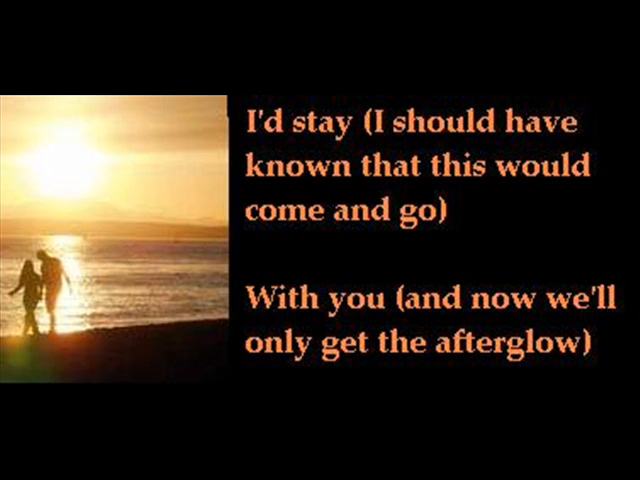 I'd stay (I should have
known that this would
come and go)
With you (and now we'll
only get the afterglow)